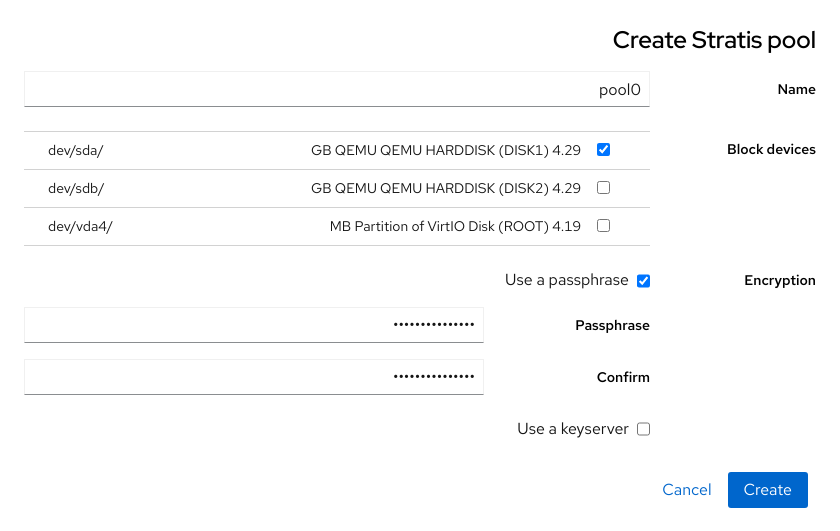 Create Stratis pool
Name
pool0
Block devices
GB QEMU QEMU HARDDISK (DISK1) 4.29
dev/sda/
GB QEMU QEMU HARDDISK (DISK2) 4.29
dev/sdb/
MB Partition of VirtIO Disk (ROOT) 4.19
dev/vda4/
Encryption
Use a passphrase
Passphrase
•••••••••••••••
Confirm
•••••••••••••••
Use a keyserver
Create
Cancel